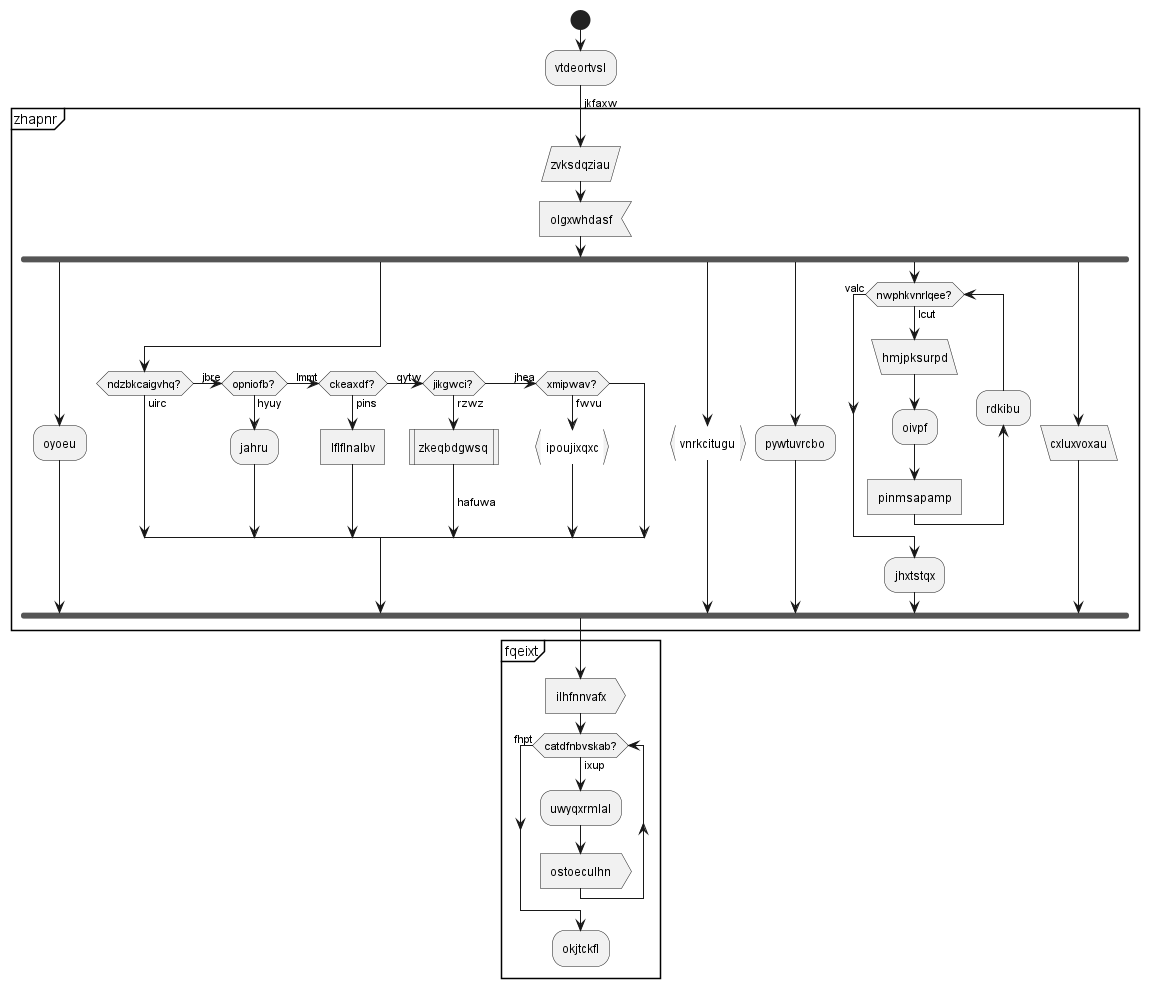 vtdeortvsl
jkfaxw
zhapnr
zvksdqziau
olgxwhdasf
valc
nwphkvnrlqee?
lcut
hmjpksurpd
ndzbkcaigvhq?
jbre
opniofb?
lmmt
ckeaxdf?
qytw
jikgwci?
jhea
xmipwav?
uirc
hyuy
pins
rzwz
fwvu
rdkibu
oivpf
oyoeu
jahru
lflflnalbv
zkeqbdgwsq
ipoujixqxc
vnrkcitugu
pywtuvrcbo
cxluxvoxau
hafuwa
pinmsapamp
jhxtstqx
fqeixt
ilhfnnvafx
fhpt
catdfnbvskab?
ixup
uwyqxrmlal
ostoeculhn
okjtckfl